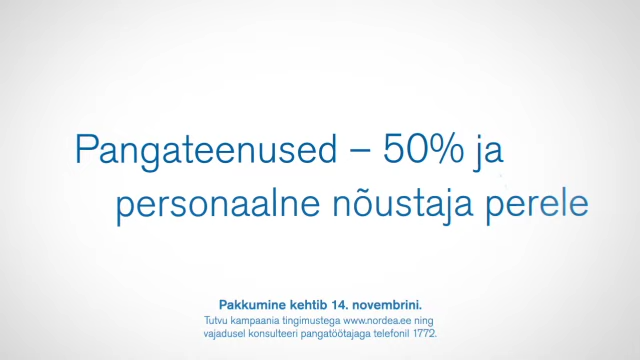 Pangateenused – 50% ja
personaalne nõustaja perele
Pakkumine kehtib 14. novembrini.
Tutvu kampaania tingimustega www.nordea.ee ning
vajadusel konsulteeri pangatöötajaga telefonil 1772.